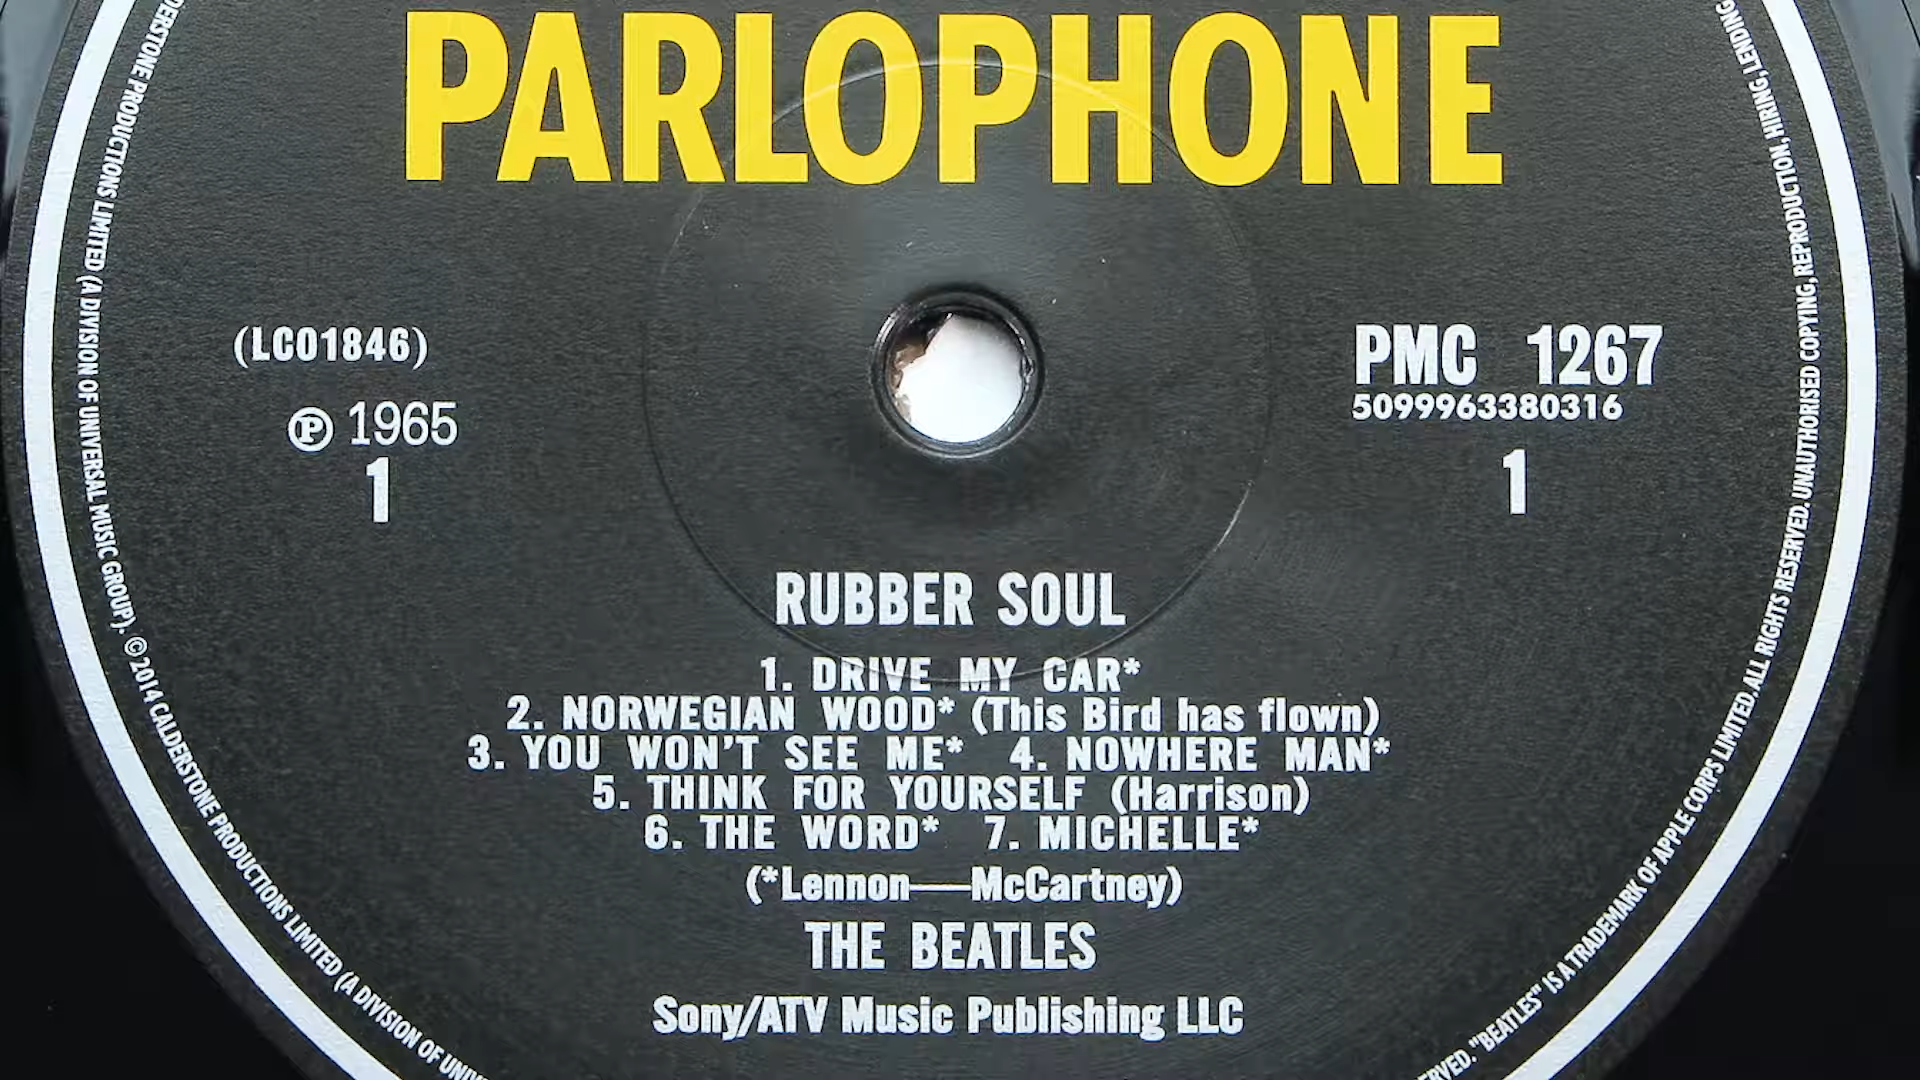 PARLOPHONE
(LC01846)
℗ 1965
1
PMC 1267
5099963380316
1
RUBBER SOUL
1. DRIVE MY CAR*
2. NORWEGIAN WOOD* (This Bird has flown)
3. YOU WON'T SEE ME* 4. NOWHERE MAN*
5. THINK FOR YOURSELF (Harrison)
6. THE WORD* 7. MICHELLE*
(*Lennon—McCartney)
THE BEATLES
Sony/ATV Music Publishing LLC
PRODUCTIONS LIMITED (A DIVISION OF UNIVERSAL MUSIC GROUP). © 2014 CALDERSTONE PRODUCTIONS LIMITED (A DIVISION OF
"BEATLES" IS A TRADEMARK OF APPLE CORPS LIMITED. ALL RIGHTS RESERVED. UNAUTHORISED COPYING, REPRODUCTION, HIRING, LENDING,